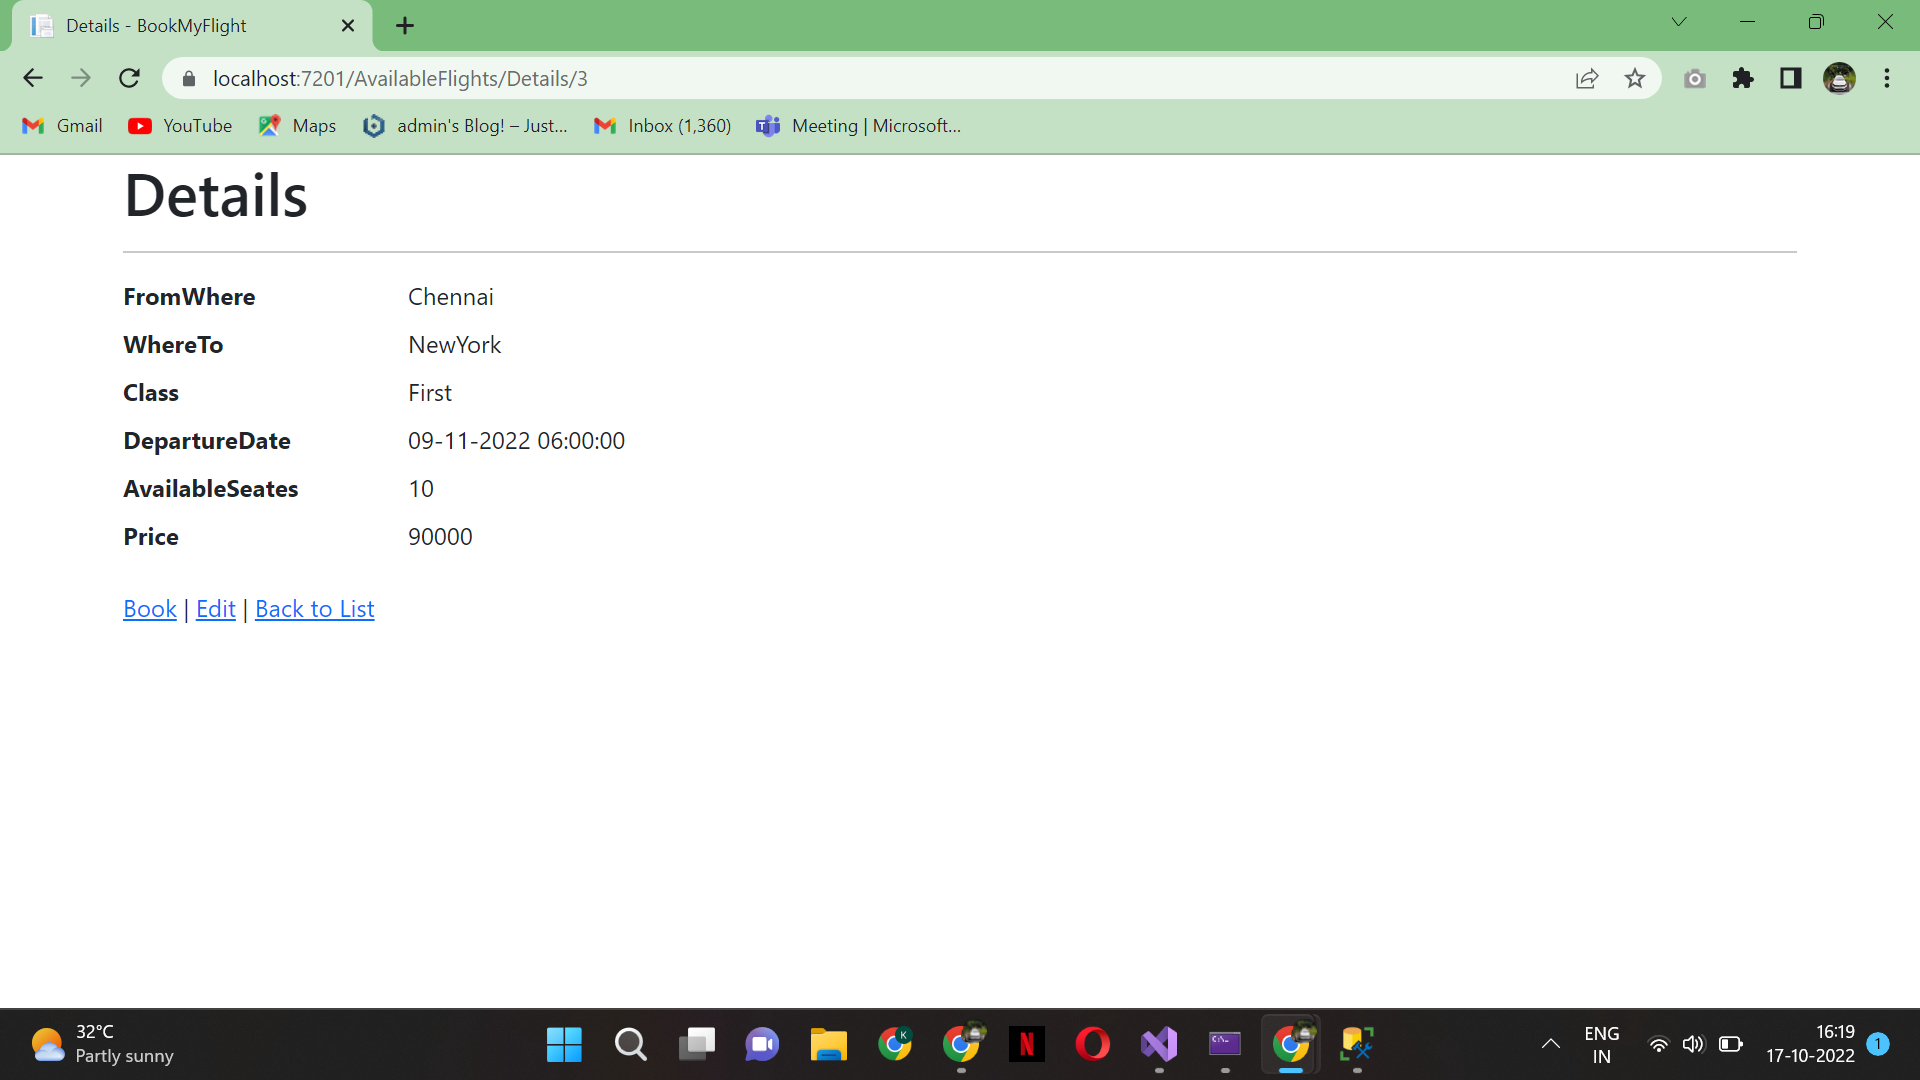 Details - BookMyFlight
localhost:7201/AvailableFlights/Details/3
Gmail YouTube Maps admin's Blog! – Just... Inbox (1,360) Meeting | Microsoft...
Details
FromWhere Chennai
WhereTo NewYork
Class First
DepartureDate 09-11-2022 06:00:00
AvailableSeates 10
Price 90000
Book | Edit | Back to List
32°C
Partly sunny
K
N
C:\_
ENG
IN
16:19
17-10-2022
1